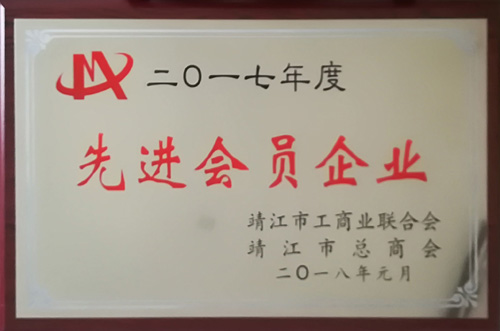 二〇一七年度
先进会员企业
靖江市工商业联合会
靖江市总商会
二〇一八年元月